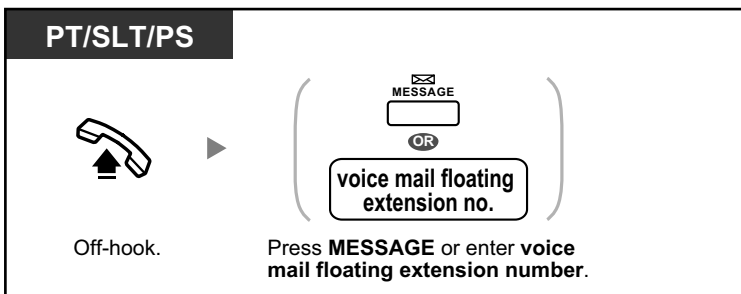 PT/SLT/PS
MESSAGE
OR
voice mail floating
extension no.
Off-hook.
Press MESSAGE or enter voice
mail floating extension number.